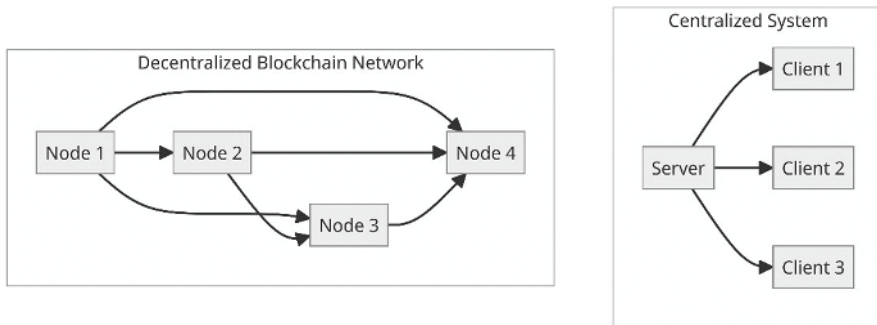 Decentralized Blockchain Network
Node 1
Node 2
Node 4
Node 3
Centralized System
Client 1
Server
Client 2
Client 3